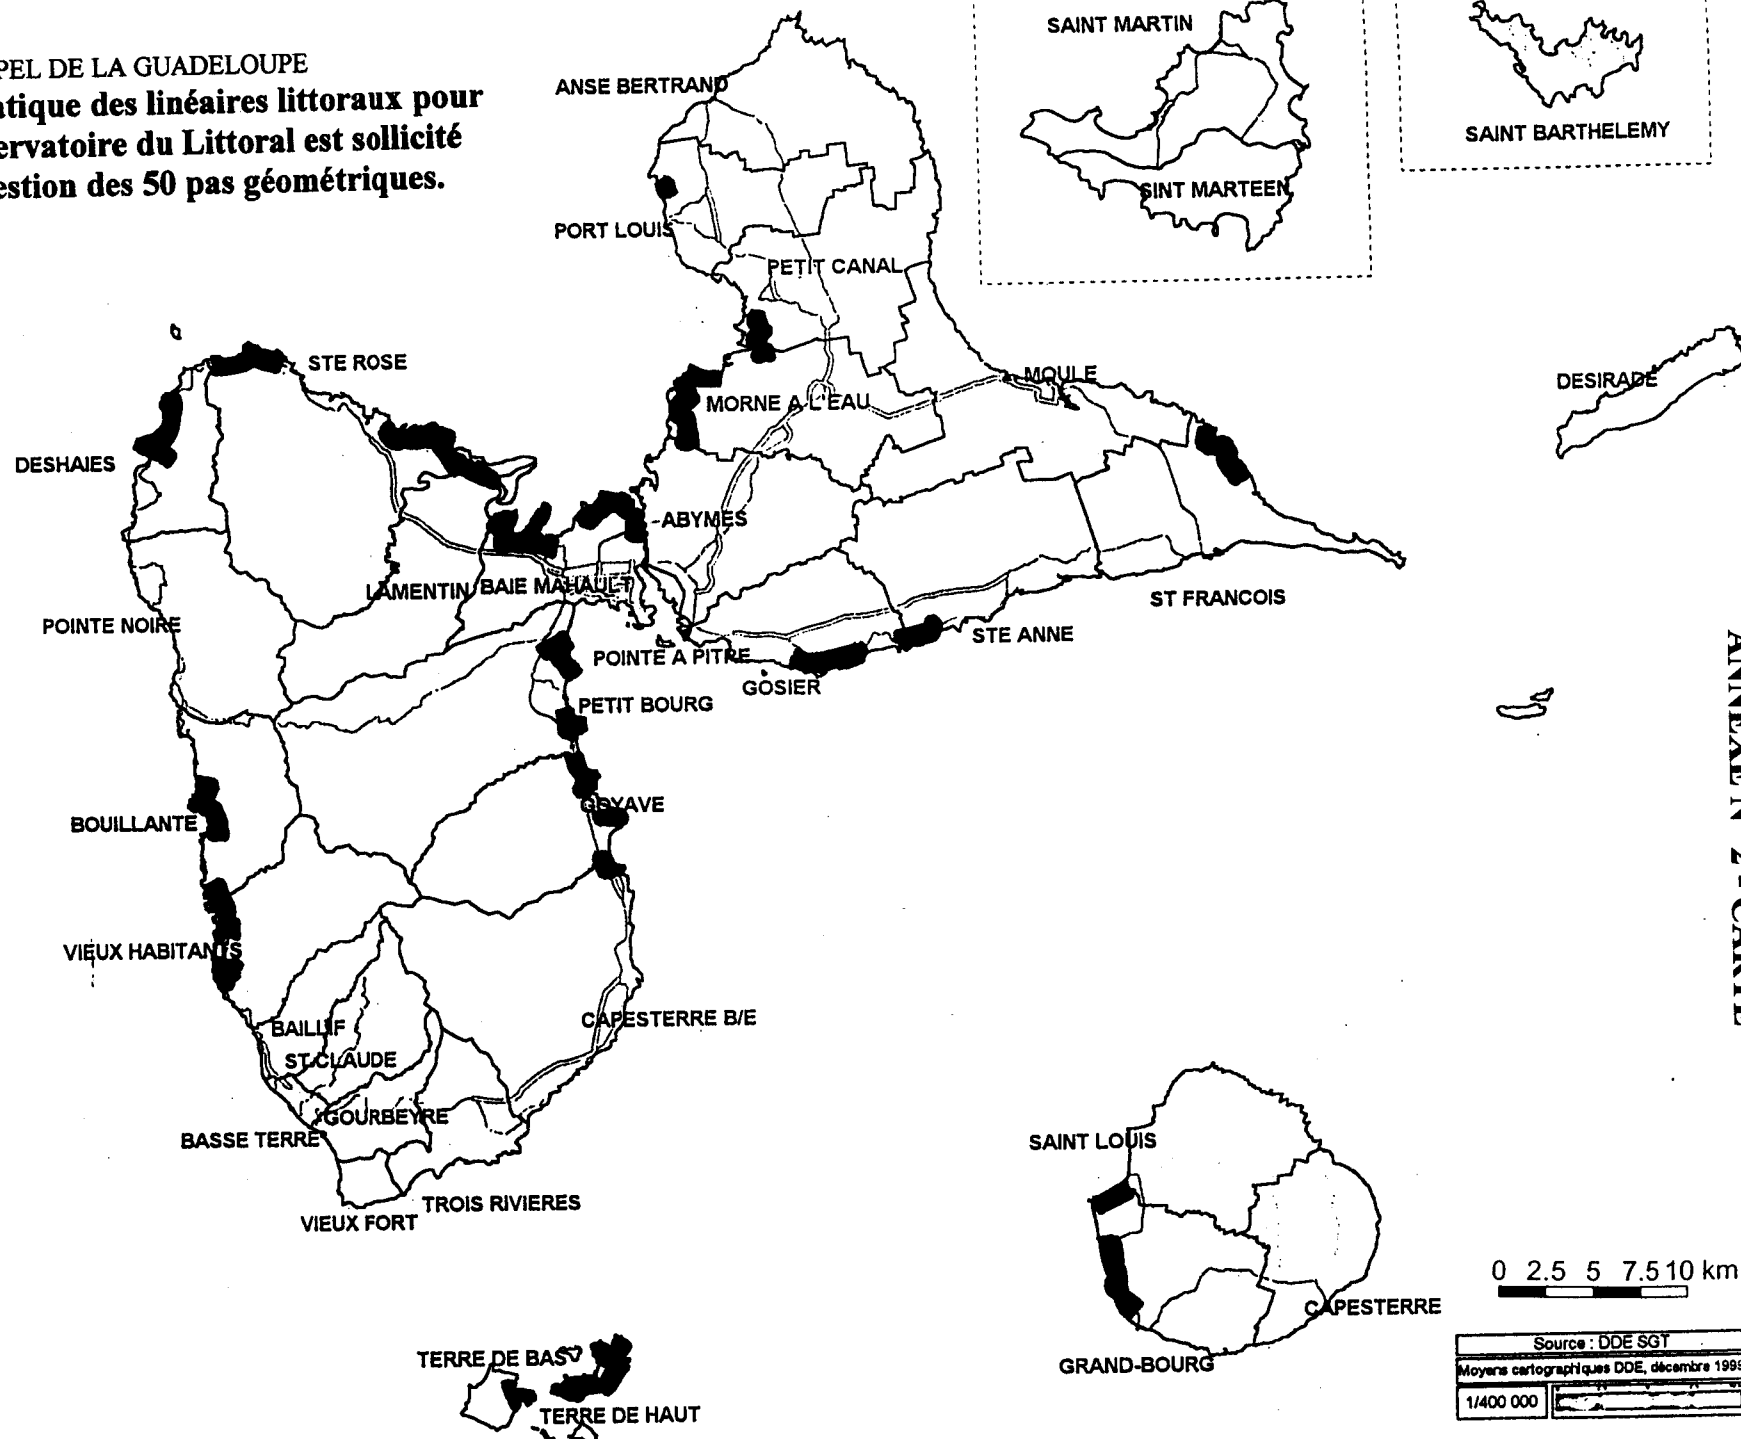 PEL DE LA GUADELOUPE
atique des linéaires littoraux pour
ervatoire du Littoral est sollicité
estion des 50 pas géométriques.
SAINT MARTIN
SINT MARTEEN
SAINT BARTHELEMY
ANSE BERTRAND
PORT LOUIS
PETIT CANAL
STE ROSE
MOULE
DESIRADE
MORNE A L'EAU
DESHAIES
ABYMES
LAMENTIN
BAIE MAHAULT
ST FRANCOIS
POINTE NOIRE
STE ANNE
POINTE A PITRE
GOSIER
PETIT BOURG
GOYAVE
BOUILLANTE
VIEUX HABITANTS
CAPESTERRE B/E
BAILLIF
ST CLAUDE
GOURBEYRE
BASSE TERRE
TROIS RIVIERES
VIEUX FORT
SAINT LOUIS
CAPESTERRE
GRAND-BOURG
TERRE DE BAS
TERRE DE HAUT
0 2.5 5 7.5 10 km
Source : DDE SGT
Moyens cartographiques DDE, décembre 1999
1/400 000